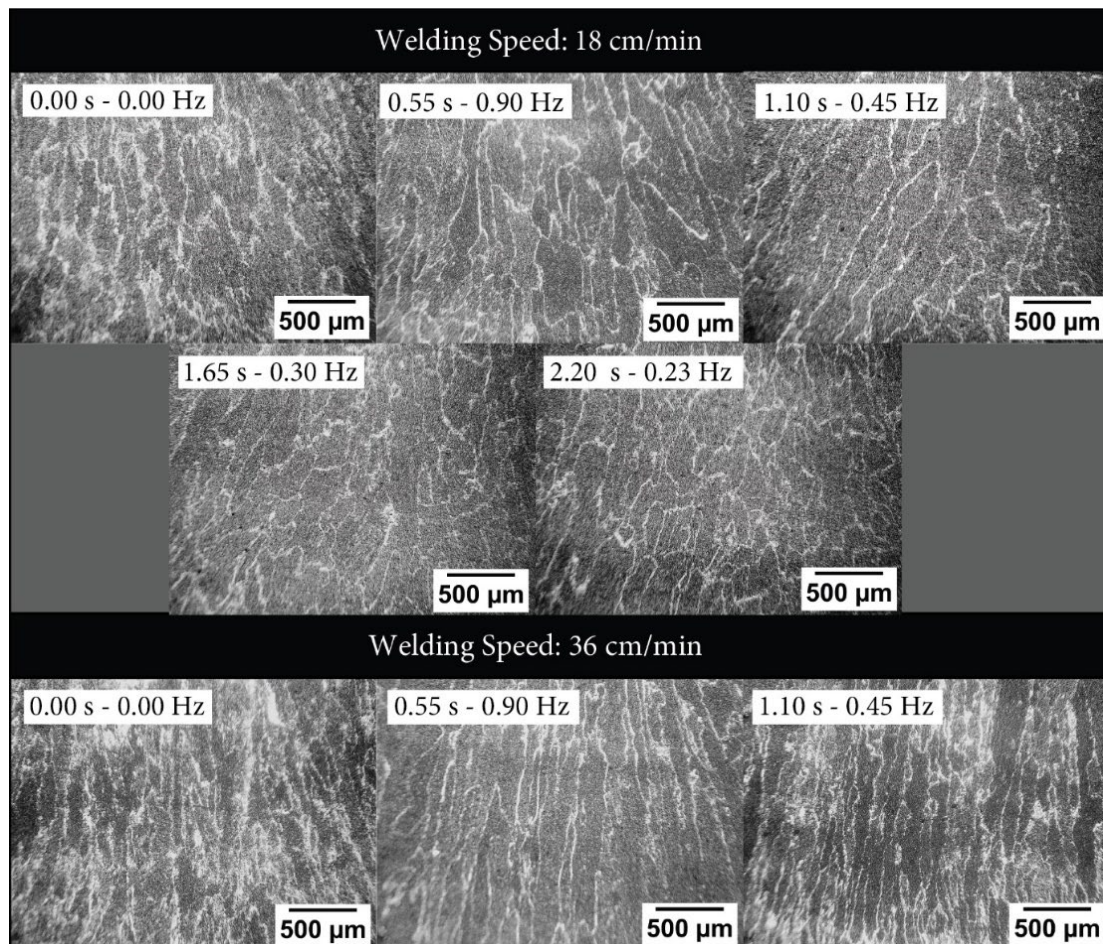 Welding Speed: 18 cm/min
0.00 s - 0.00 Hz
0.55 s - 0.90 Hz
1.10 s - 0.45 Hz
500 µm
500 µm
500 µm
1.65 s - 0.30 Hz
2.20 s - 0.23 Hz
500 µm
500 µm
Welding Speed: 36 cm/min
0.00 s - 0.00 Hz
0.55 s - 0.90 Hz
1.10 s - 0.45 Hz
500 µm
500 µm
500 µm